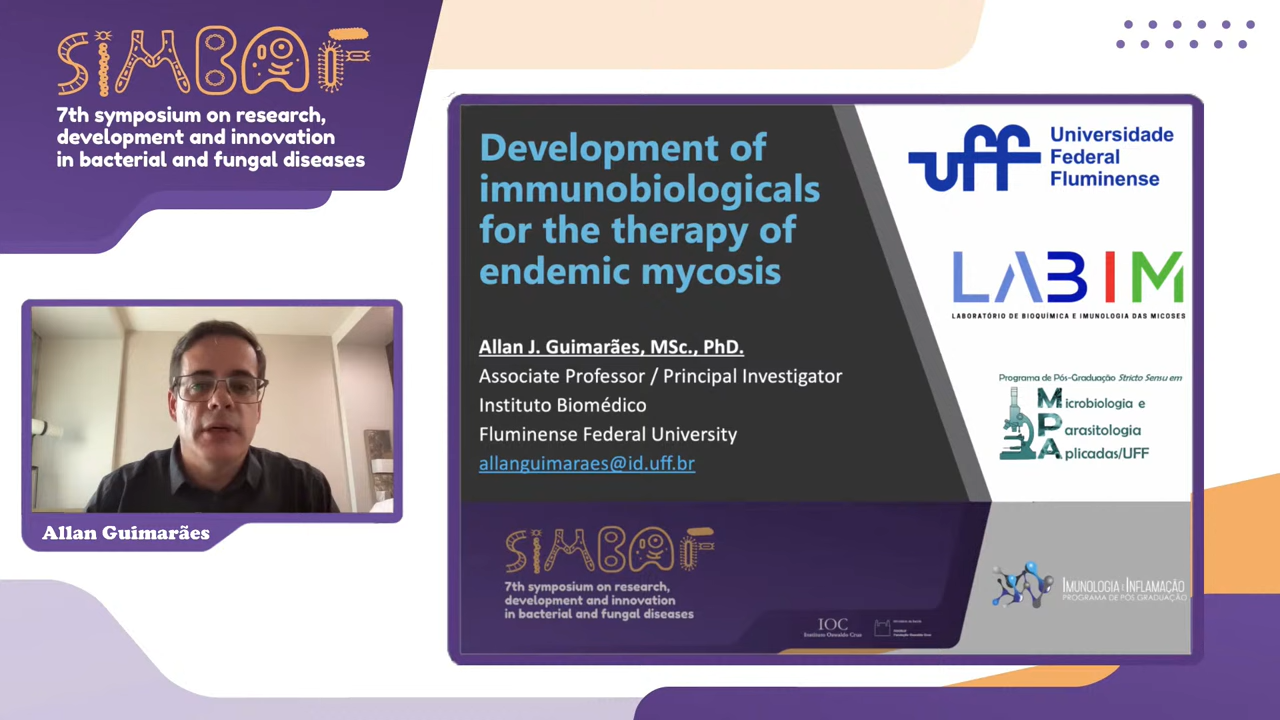 SIMBAF
7th symposium on research,
development and innovation
in bacterial and fungal diseases
Allan Guimarães
Development of
immunobiologicals
for the therapy of
endemic mycosis
Allan J. Guimarães, MSc., PhD.
Associate Professor / Principal Investigator
Instituto Biomédico
Fluminense Federal University
allanguimaraes@id.uff.br
uff
Universidade
Federal
Fluminense
LABIM
LABORATÓRIO DE BIOQUÍMICA E IMUNOLOGIA DAS MICOSES
Programa de Pós-Graduação Stricto Sensu em
Microbiologia e
Parasitologia
Aplicadas/UFF
SIMBAF
7th symposium on research,
development and innovation
in bacterial and fungal diseases
IOC
Instituto Oswaldo Cruz
IMUNOLOGIA E INFLAMAÇÃO
PROGRAMA DE PÓS GRADUAÇÃO